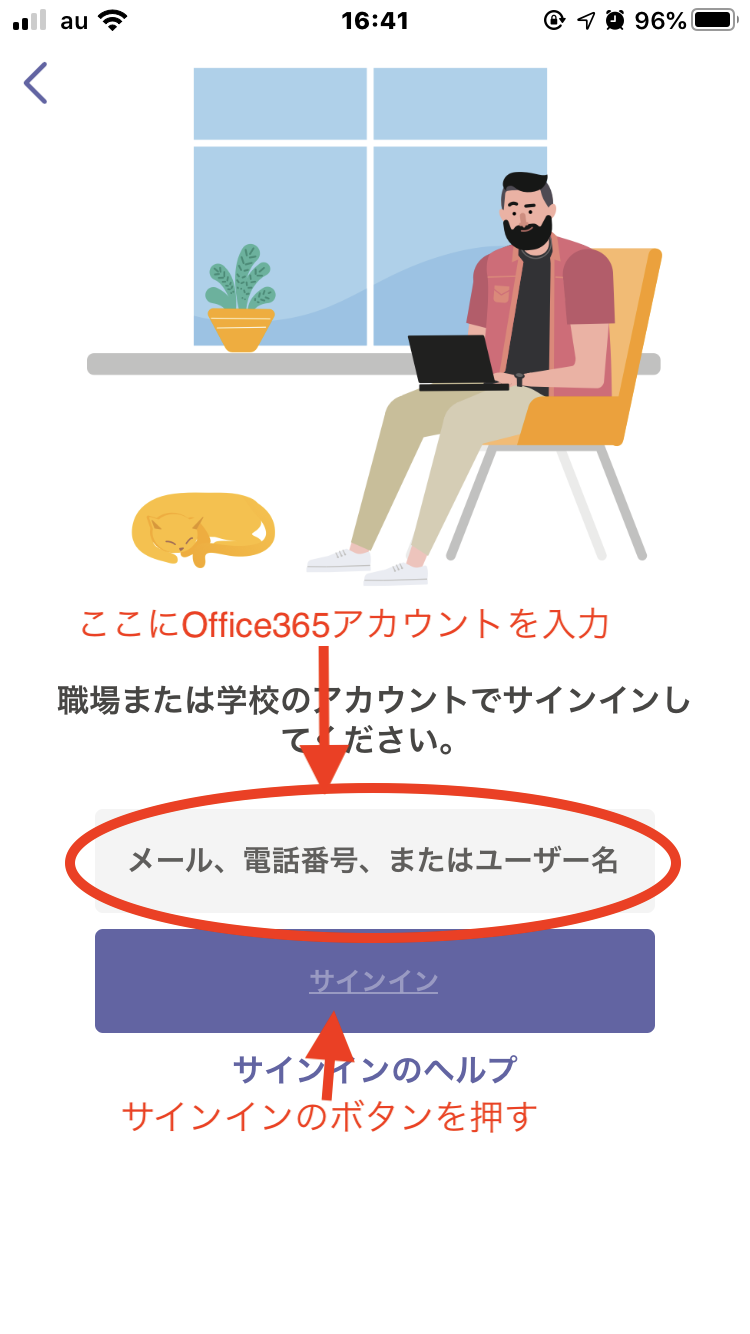 au 16:41 96%
ここにOffice365アカウントを入力
職場または学校のアカウントでサインインし
てください。
メール、電話番号、またはユーザー名
サインイン
サインインのヘルプ
サインインのボタンを押す